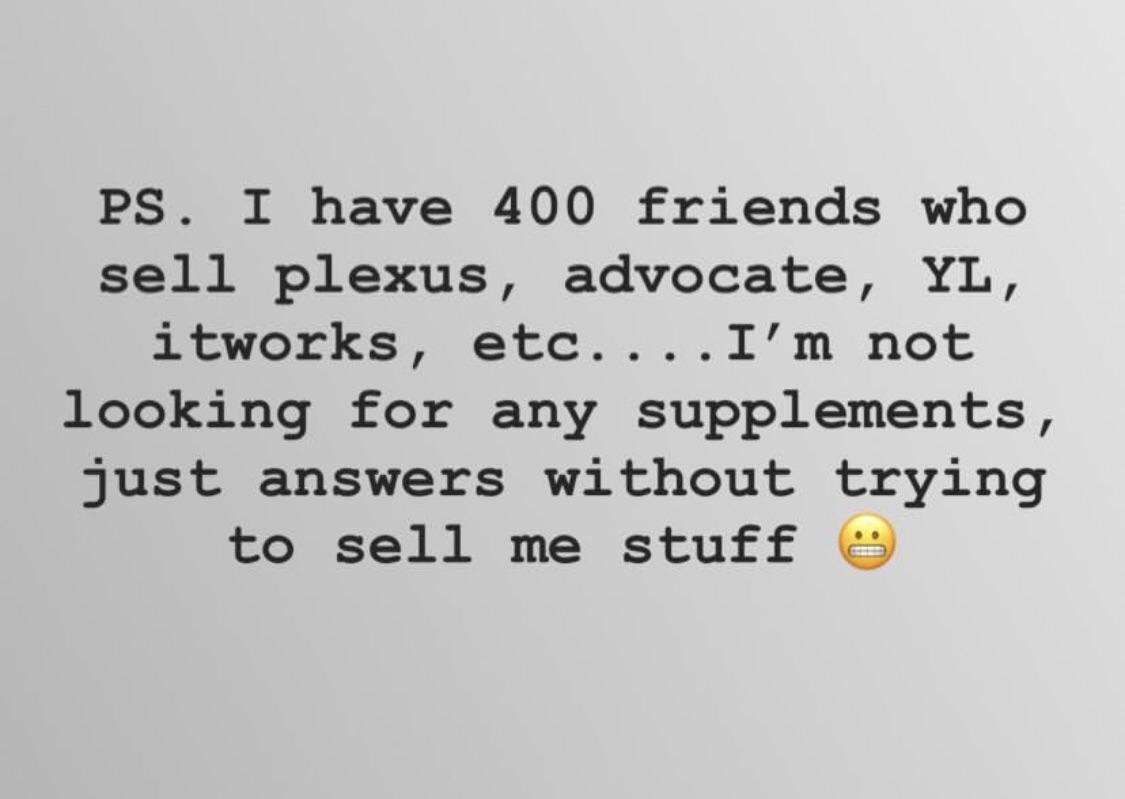 PS. I have 400 friends who
sell plexus, advocate, YL,
itworks, etc....I’m not
looking for any supplements,
just answers without trying
to sell me stuff 😬